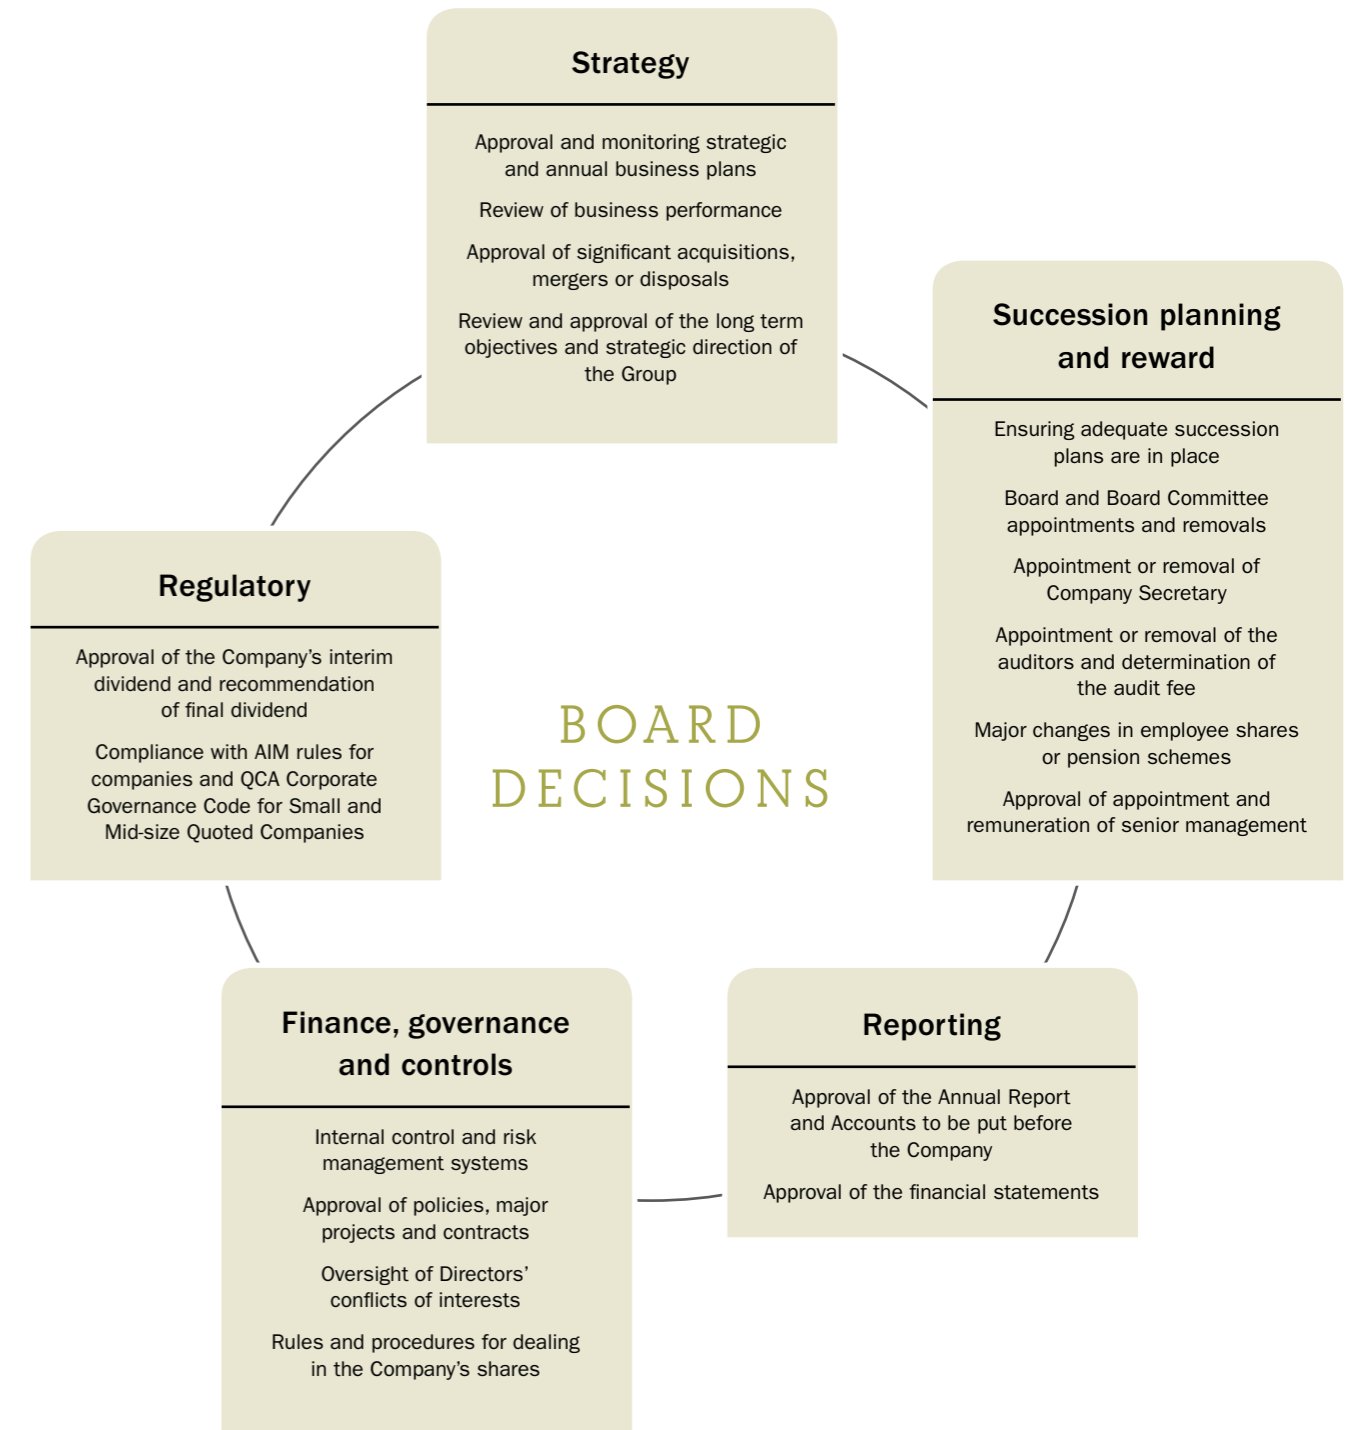 Strategy
Approval and monitoring strategic
and annual business plans
Review of business performance
Approval of significant acquisitions,
mergers or disposals
Review and approval of the long term
objectives and strategic direction of
the Group
Succession planning
and reward
Ensuring adequate succession
plans are in place
Board and Board Committee
appointments and removals
Appointment or removal of
Company Secretary
Appointment or removal of the
auditors and determination of
the audit fee
Major changes in employee shares
or pension schemes
Approval of appointment and
remuneration of senior management
Regulatory
Approval of the Company’s interim
dividend and recommendation
of final dividend
Compliance with AIM rules for
companies and QCA Corporate
Governance Code for Small and
Mid-size Quoted Companies
BOARD
DECISIONS
Finance, governance
and controls
Internal control and risk
management systems
Approval of policies, major
projects and contracts
Oversight of Directors’
conflicts of interests
Rules and procedures for dealing
in the Company’s shares
Reporting
Approval of the Annual Report
and Accounts to be put before
the Company
Approval of the financial statements